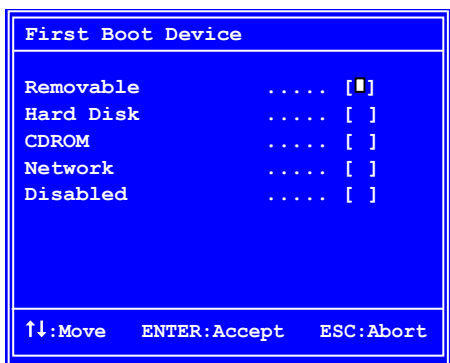 First Boot Device
Removable ..... [▯]
Hard Disk ..... [ ]
CDROM ..... [ ]
Network ..... [ ]
Disabled ..... [ ]
↑↓:Move ENTER:Accept ESC:Abort